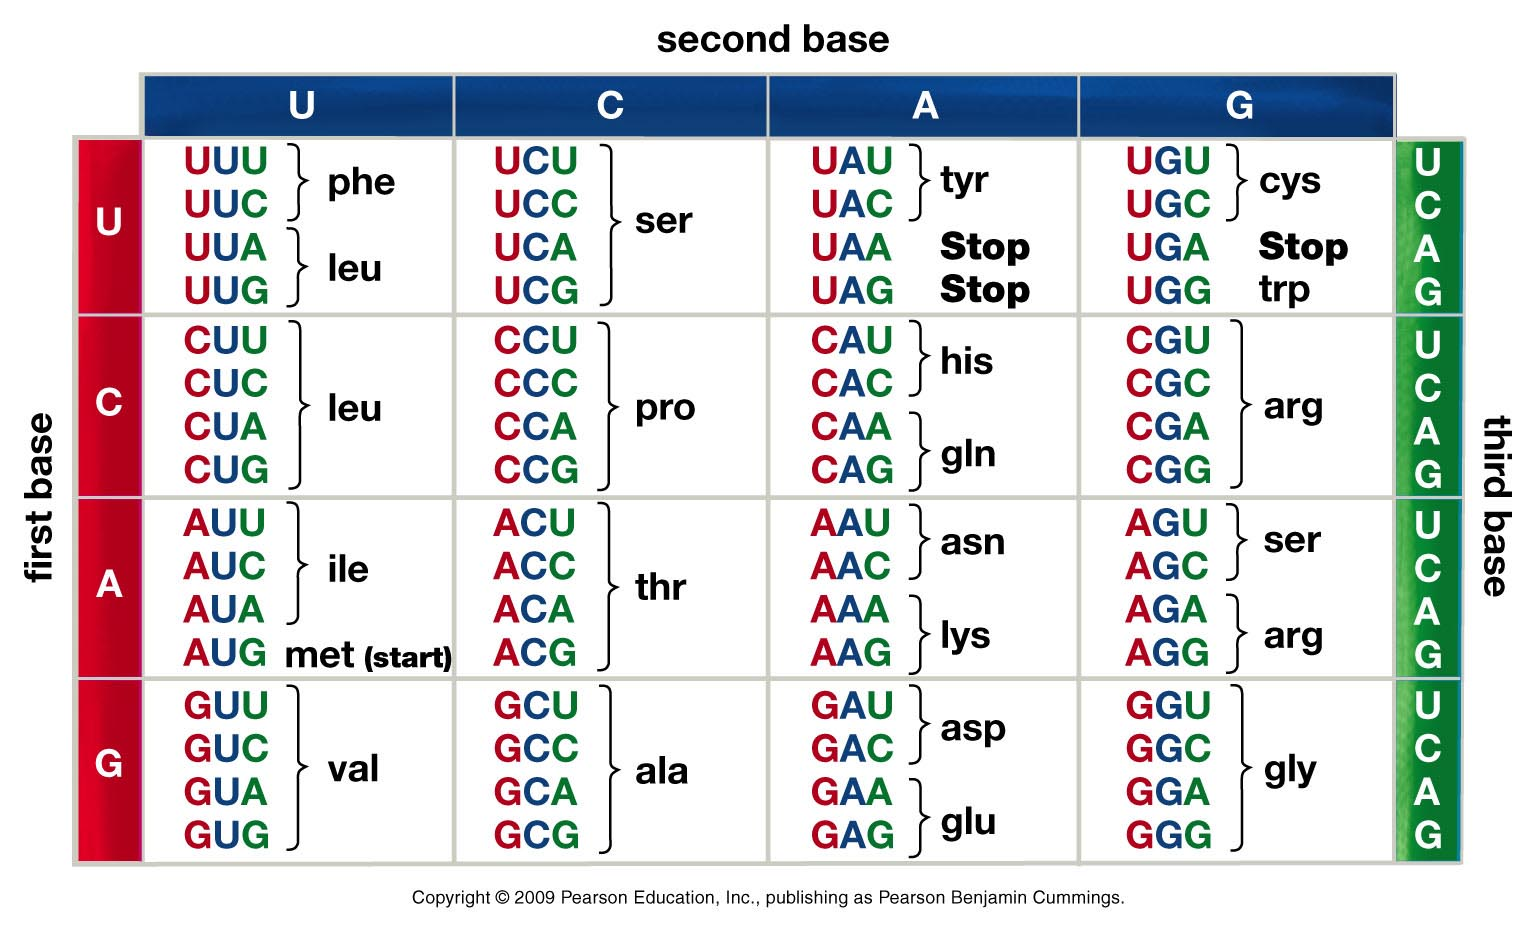 second base
U C A G
first base
third base
U
UUU phe UCU ser UAU tyr UGU cys U
UUC UCC UAC UGC C
UUA leu UCA UAA Stop UGA Stop A
UUG UCG UAG Stop UGG trp G
C
CUU leu CCU pro CAU his CGU arg U
CUC CCC CAC CGC C
CUA CCA CAA gln CGA A
CUG CCG CAG CGG G
A
AUU ile ACU thr AAU asn AGU ser U
AUC ACC AAC AGC C
AUA ACA AAA lys AGA arg A
AUG met (start) ACG AAG AGG G
G
GUU val GCU ala GAU asp GGU gly U
GUC GCC GAC GGC C
GUA GCA GAA glu GGA A
GUG GCG GAG GGG G
Copyright © 2009 Pearson Education, Inc., publishing as Pearson Benjamin Cummings.